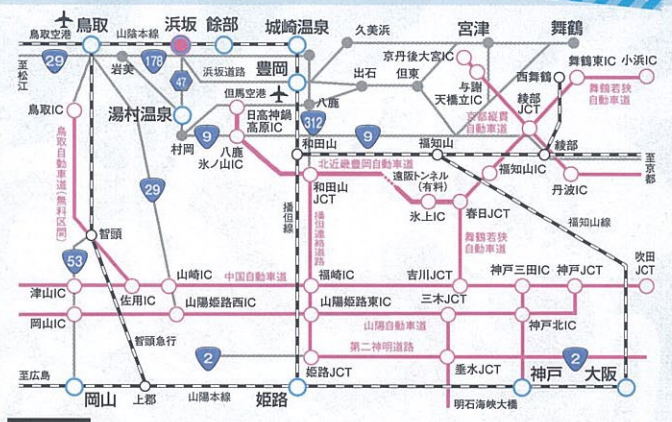 鳥取空港
鳥取
山陰本線
浜坂
餘部
城崎温泉
久美浜
宮津
舞鶴
至松江
29
岩美
178
浜坂道路
47
湯村温泉
豊岡
但馬空港
八鹿
出石
但東
京丹後大宮IC
与謝
天橋立IC
西舞鶴
舞鶴東IC
小浜IC
綾部
JCT
舞鶴若狭
自動車道
京都縦貫
自動車道
鳥取IC
鳥取自動車道(無料区間)
村岡
9
日高神鍋
高原IC
八鹿
氷ノ山IC
312
和田山
9
福知山
綾部
至京都
北近畿豊岡自動車道
遠阪トンネル
(有料)
福知山IC
丹波IC
29
和田山
JCT
播但線
播但連絡道路
氷上IC
春日JCT
福知山線
舞鶴若狭
自動車道
智頭
53
津山IC
佐用IC
山崎IC
中国自動車道
福崎IC
吉川JCT
神戸三田IC
神戸JCT
吹田
JCT
岡山IC
山陽姫路西IC
山陽姫路東IC
三木JCT
神戸北IC
山陽自動車道
智頭急行
2
第二神明道路
2
姫路JCT
垂水JCT
至広島
岡山
上郡
山陽本線
姫路
神戸
大阪
明石海峡大橋